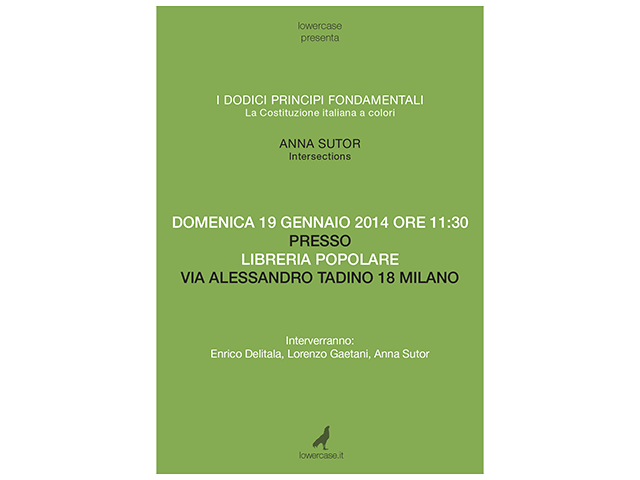 lowercase
presenta
I DODICI PRINCIPI FONDAMENTALI
La Costituzione italiana a colori
ANNA SUTOR
Intersections
DOMENICA 19 GENNAIO 2014 ORE 11:30
PRESSO
LIBRERIA POPOLARE
VIA ALESSANDRO TADINO 18 MILANO
Interverranno:
Enrico Delitala, Lorenzo Gaetani, Anna Sutor
lowercase.it